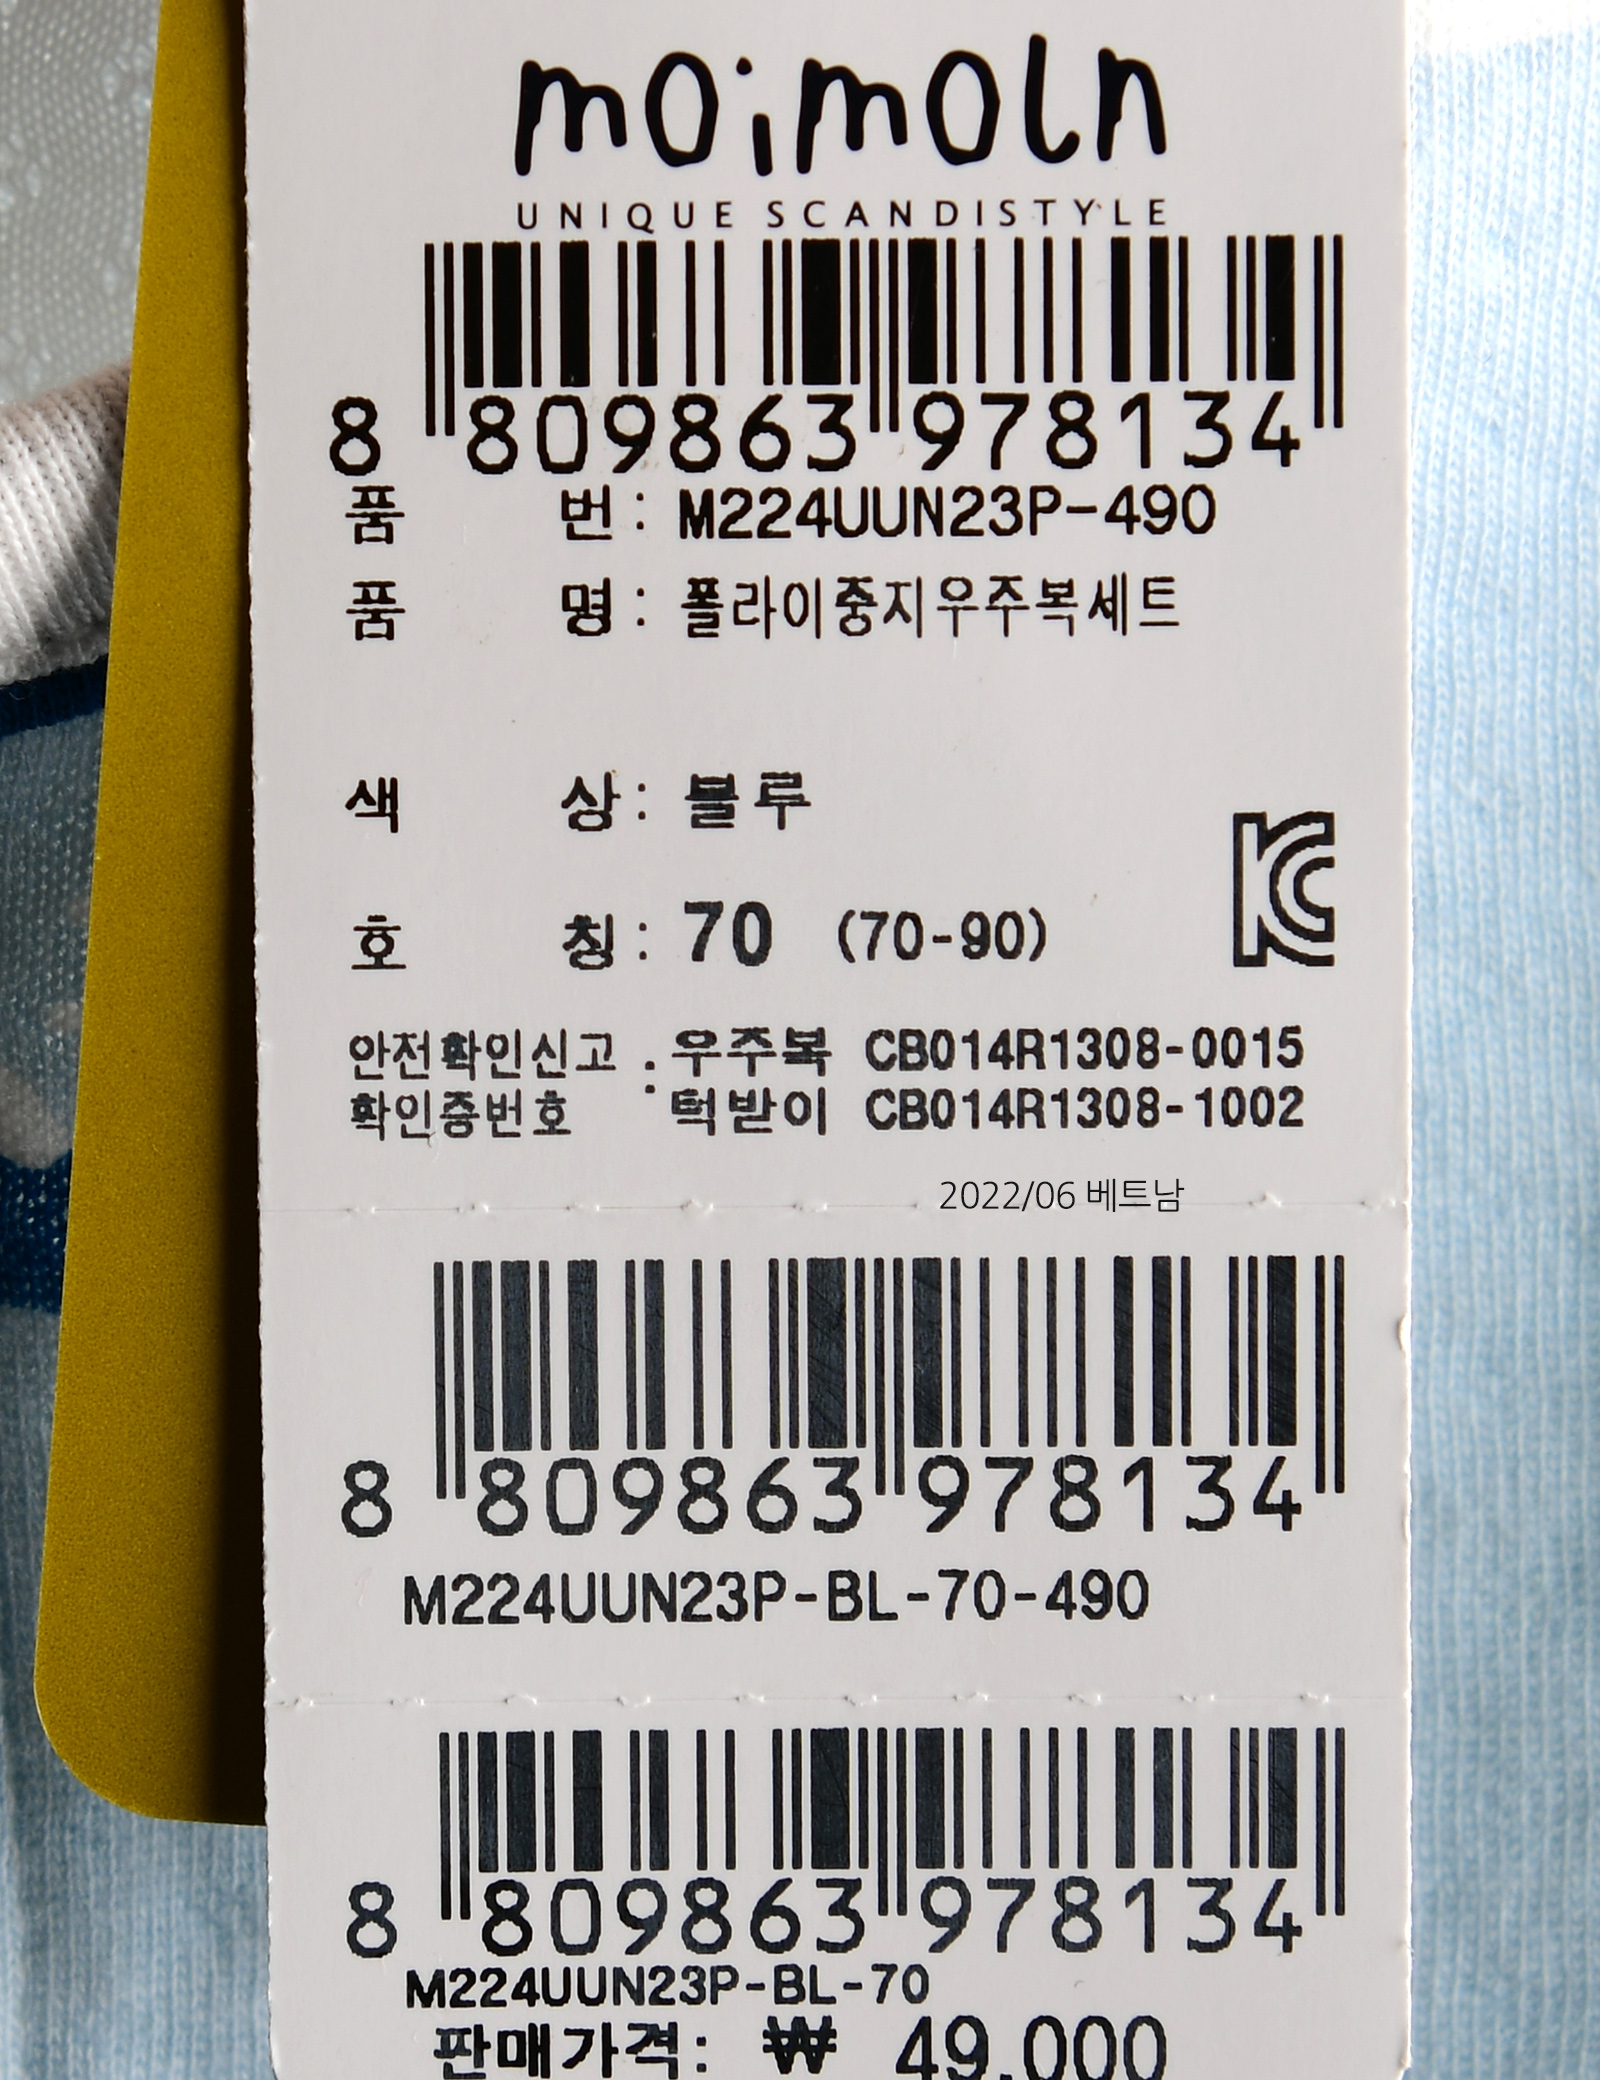 moimoln
UNIQUE SCANDISTYLE
8 809863 978134
품 번 : M224UUN23P-490
품 명 : 폴라이중지우주복세트
색 상 : 블루
호 칭 : 70 (70-90)
안전확인신고 확인증번호 : 우주복 CB014R1308-0015
턱받이 CB014R1308-1002
2022/06 베트남
8 809863 978134
M224UUN23P-BL-70-490
8 809863 978134
M224UUN23P-BL-70
판매가격: ₩ 49,000